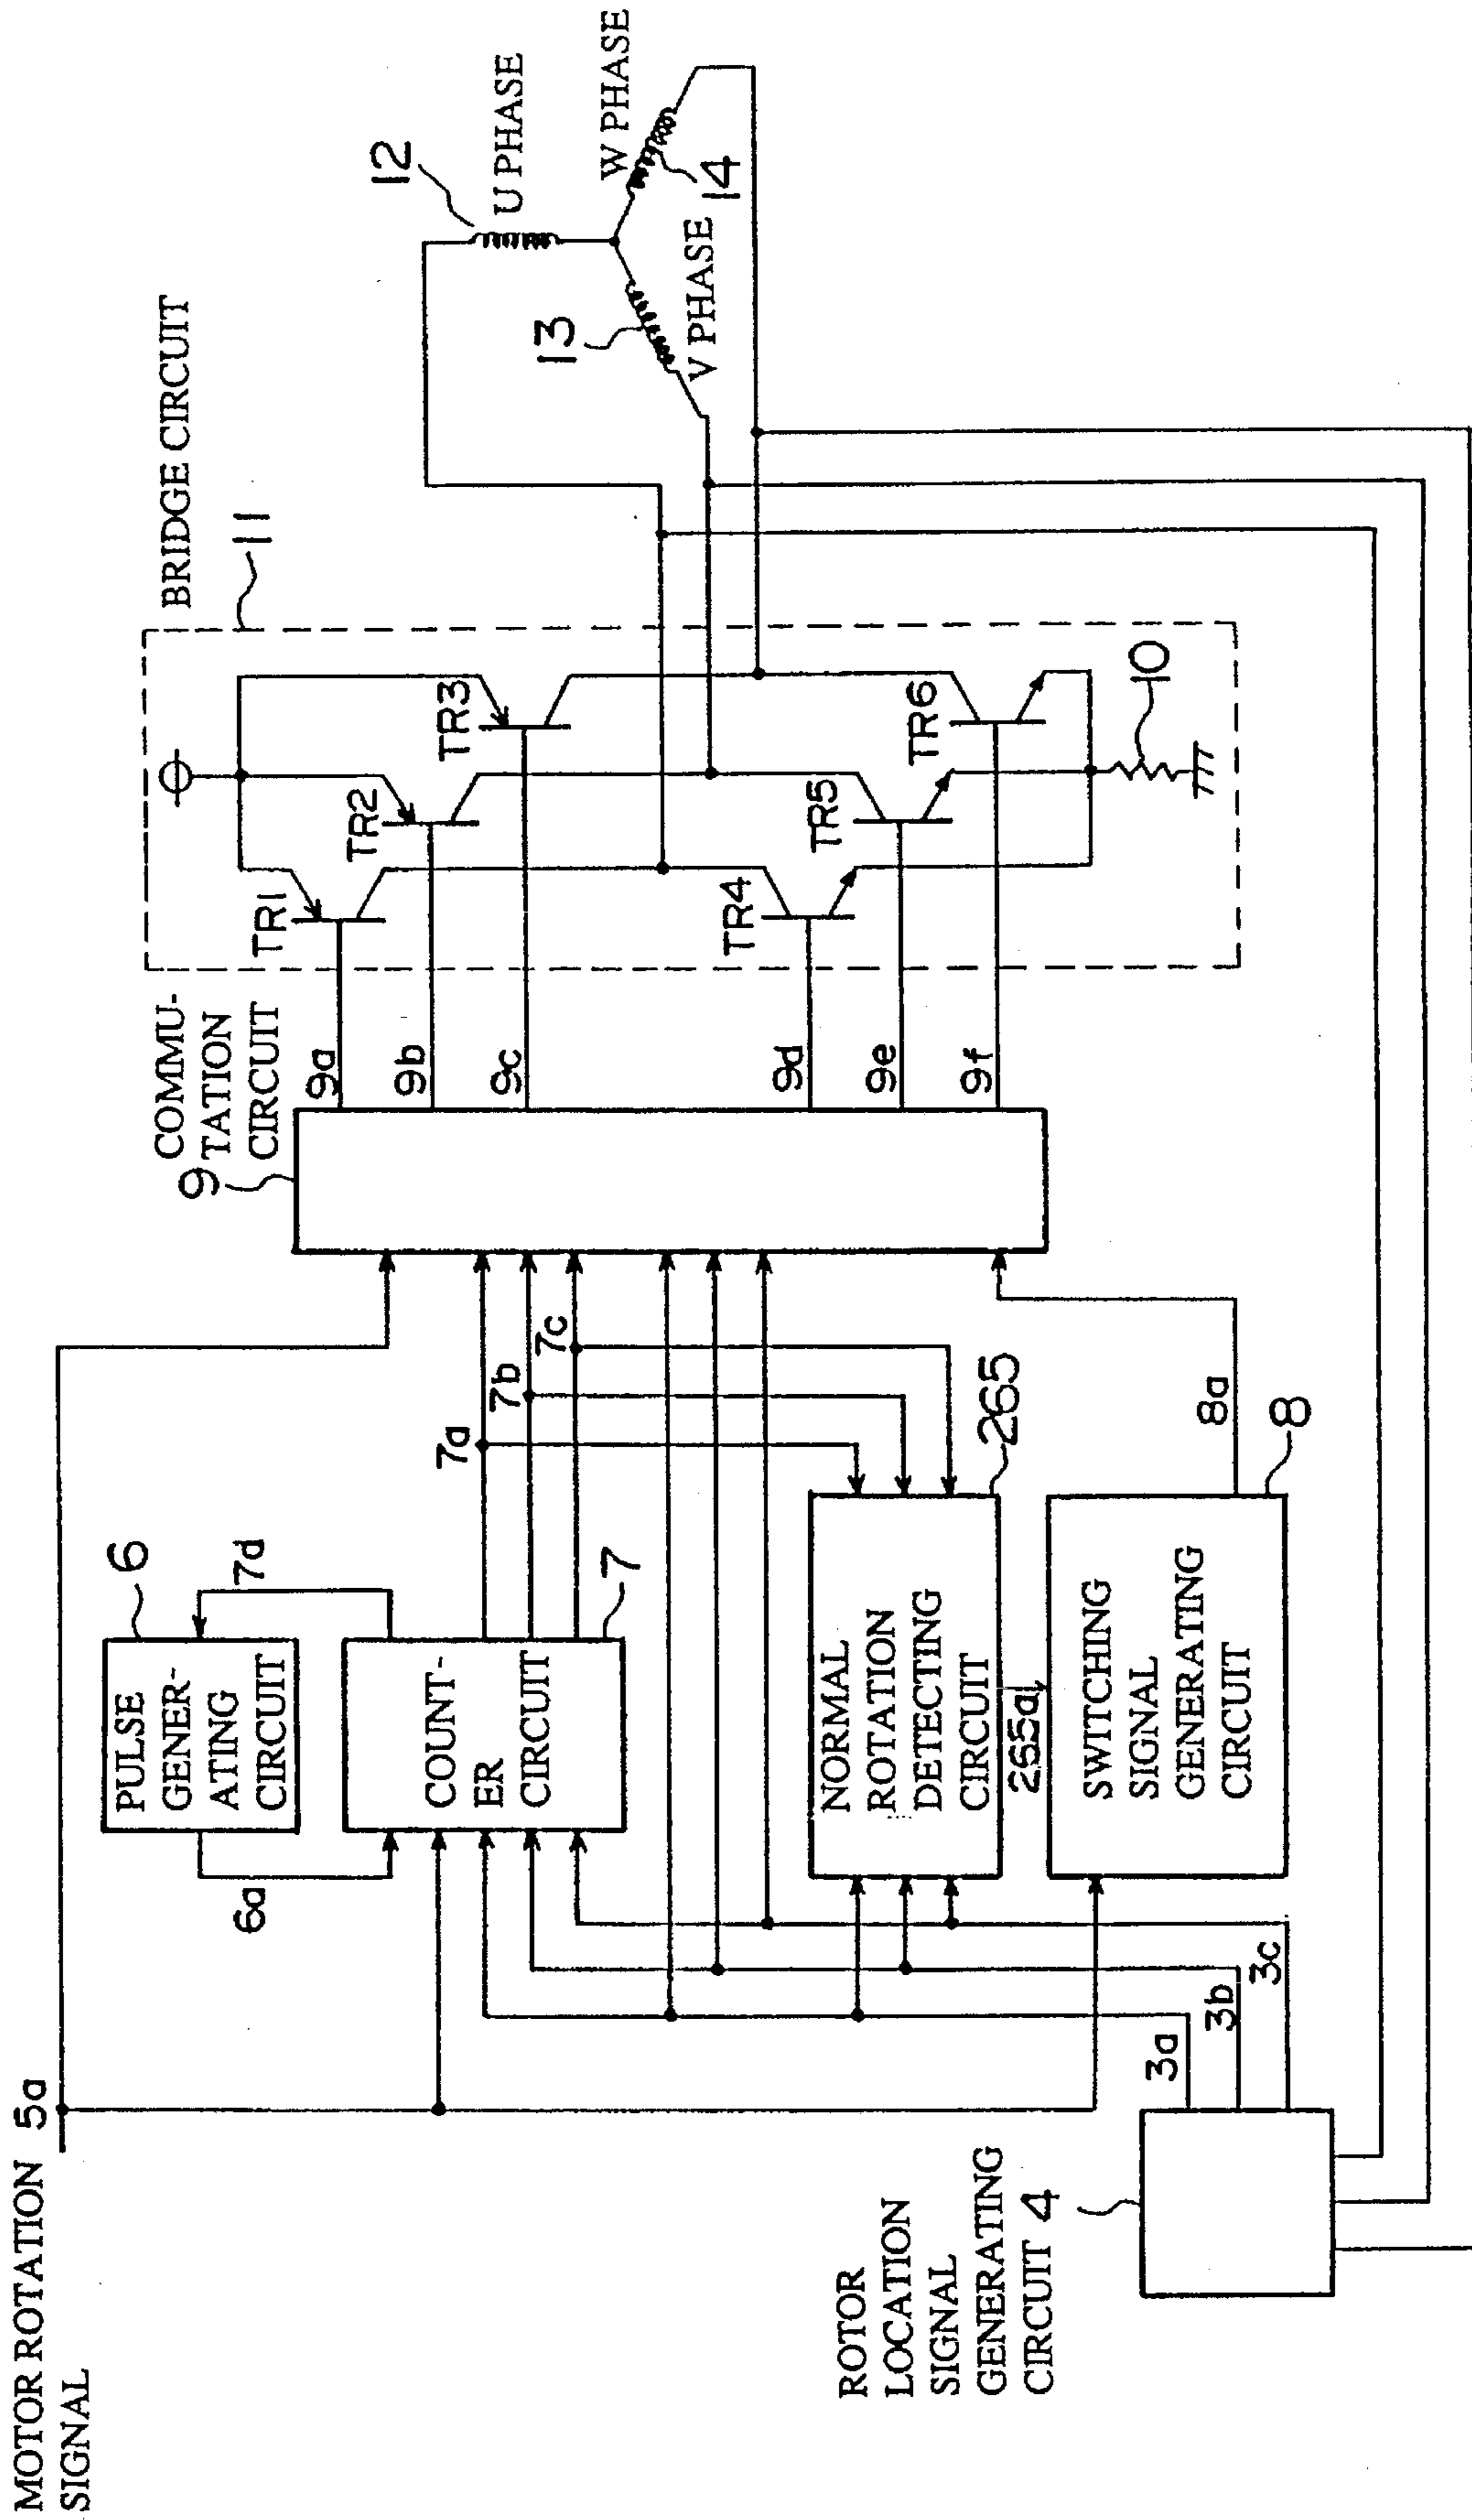 MOTOR ROTATION 5a
SIGNAL
6
PULSE
GENER-
ATING
CIRCUIT
7d
6a
COUNT-
ER
CIRCUIT
7
7a
7b
7c
NORMAL
ROTATION
DETECTING
CIRCUIT
265
265a
SWITCHING
SIGNAL
GENERATING
CIRCUIT
8a
8
ROTOR
LOCATION
SIGNAL
GENERATING
CIRCUIT 4
3a
3b
3c
COMMU-
TATION
CIRCUIT
9
9a
9b
9c
9d
9e
9f
BRIDGE CIRCUIT
11
TR1
TR2
TR3
TR4
TR5
TR6
10
12
U PHASE
W PHASE
14
13
V PHASE